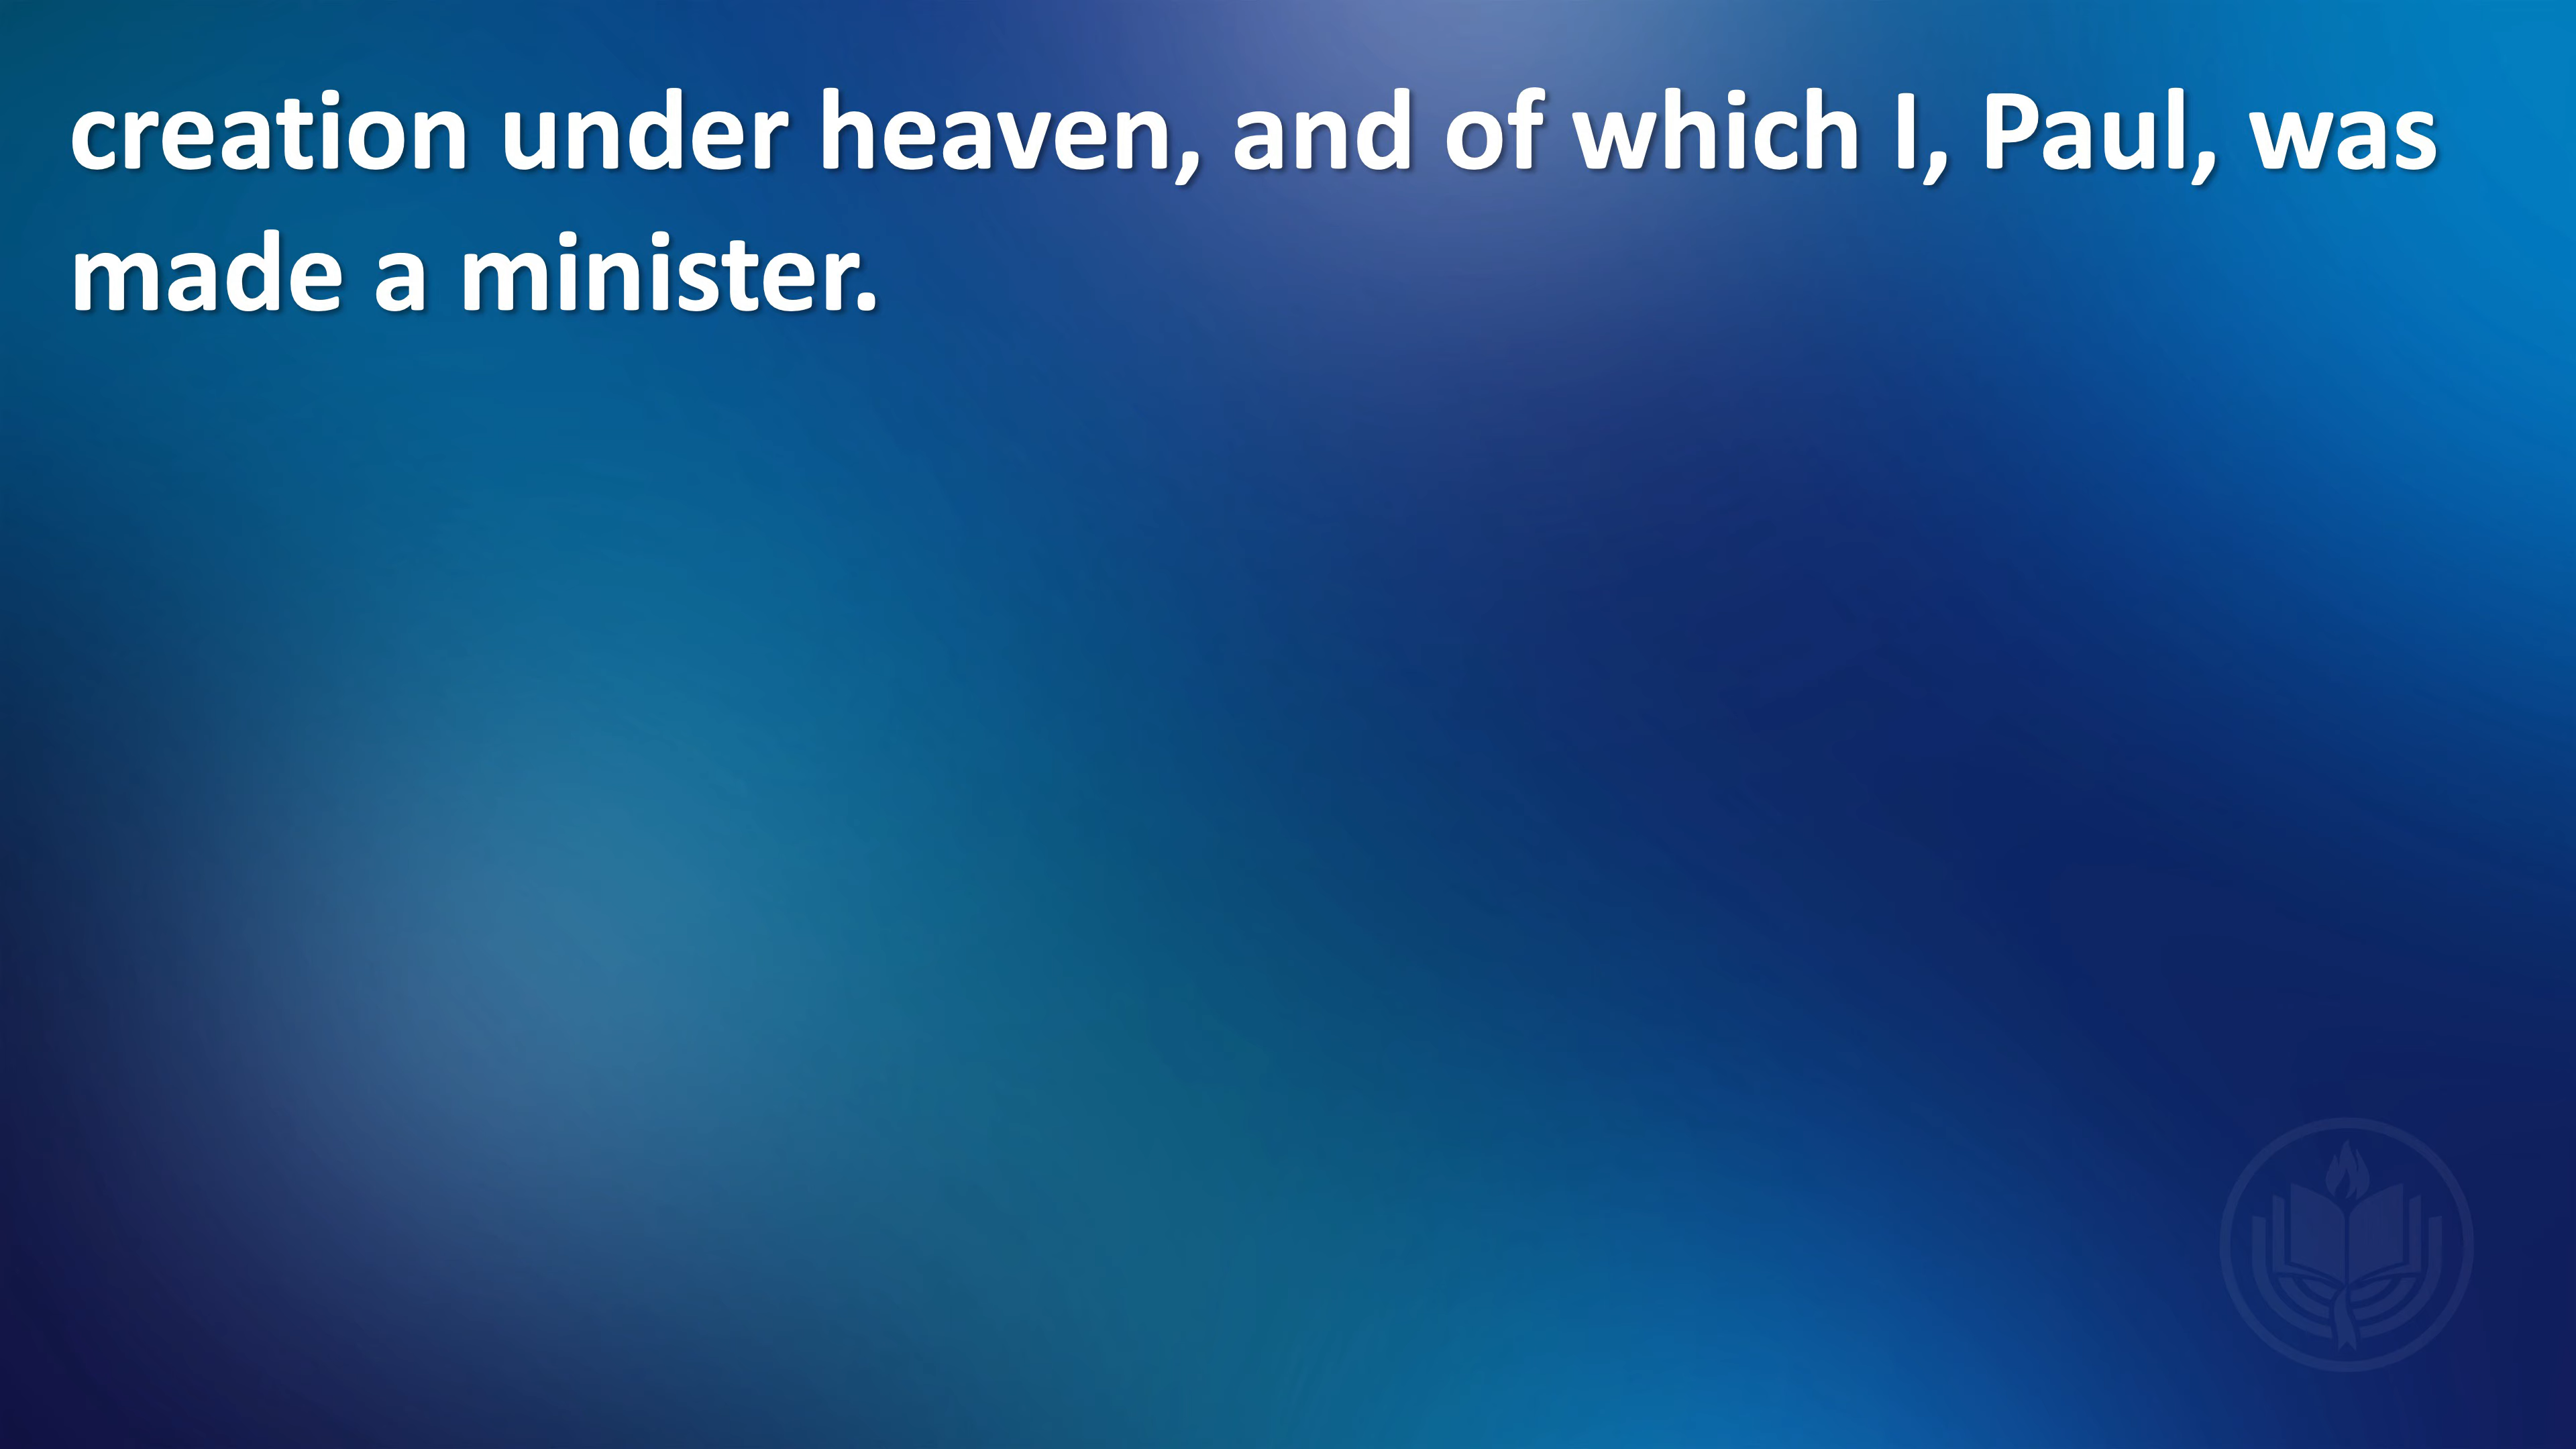 creation under heaven, and of which I, Paul, was
made a minister.